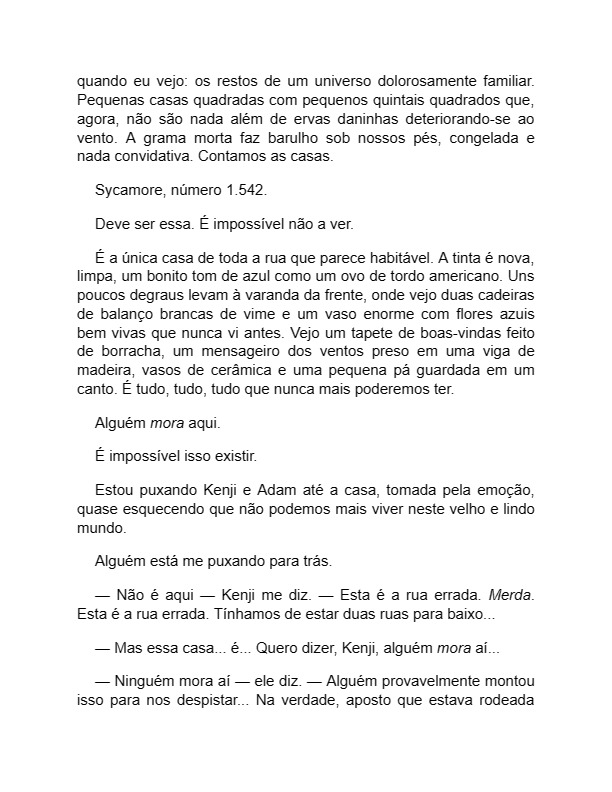 quando eu vejo: os restos de um universo dolorosamente familiar.
Pequenas casas quadradas com pequenos quintais quadrados que,
agora, não são nada além de ervas daninhas deteriorando-se ao
vento. A grama morta faz barulho sob nossos pés, congelada e
nada convidativa. Contamos as casas.
Sycamore, número 1.542.
Deve ser essa. É impossível não a ver.
É a única casa de toda a rua que parece habitável. A tinta é nova,
limpa, um bonito tom de azul como um ovo de tordo americano. Uns
poucos degraus levam à varanda da frente, onde vejo duas cadeiras
de balanço brancas de vime e um vaso enorme com flores azuis
bem vivas que nunca vi antes. Vejo um tapete de boas-vindas feito
de borracha, um mensageiro dos ventos preso em uma viga de
madeira, vasos de cerâmica e uma pequena pá guardada em um
canto. É tudo, tudo, tudo que nunca mais poderemos ter.
Alguém mora aqui.
É impossível isso existir.
Estou puxando Kenji e Adam até a casa, tomada pela emoção,
quase esquecendo que não podemos mais viver neste velho e lindo
mundo.
Alguém está me puxando para trás.
— Não é aqui — Kenji me diz. — Esta é a rua errada. Merda.
Esta é a rua errada. Tínhamos de estar duas ruas para baixo...
— Mas essa casa... é... Quero dizer, Kenji, alguém mora aí...
— Ninguém mora aí — ele diz. — Alguém provavelmente montou
isso para nos despistar... Na verdade, aposto que estava rodeada